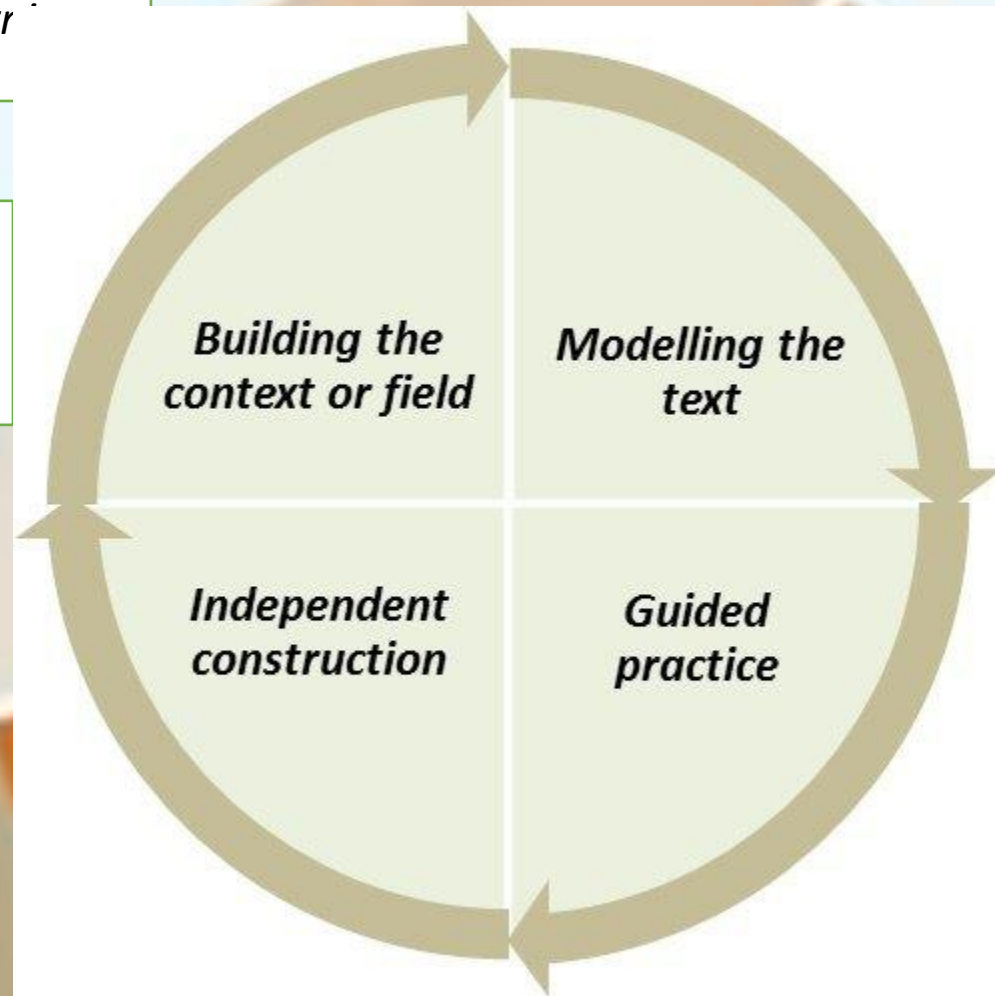 Building the
context or field
Modelling the
text
Independent
construction
Guided
practice